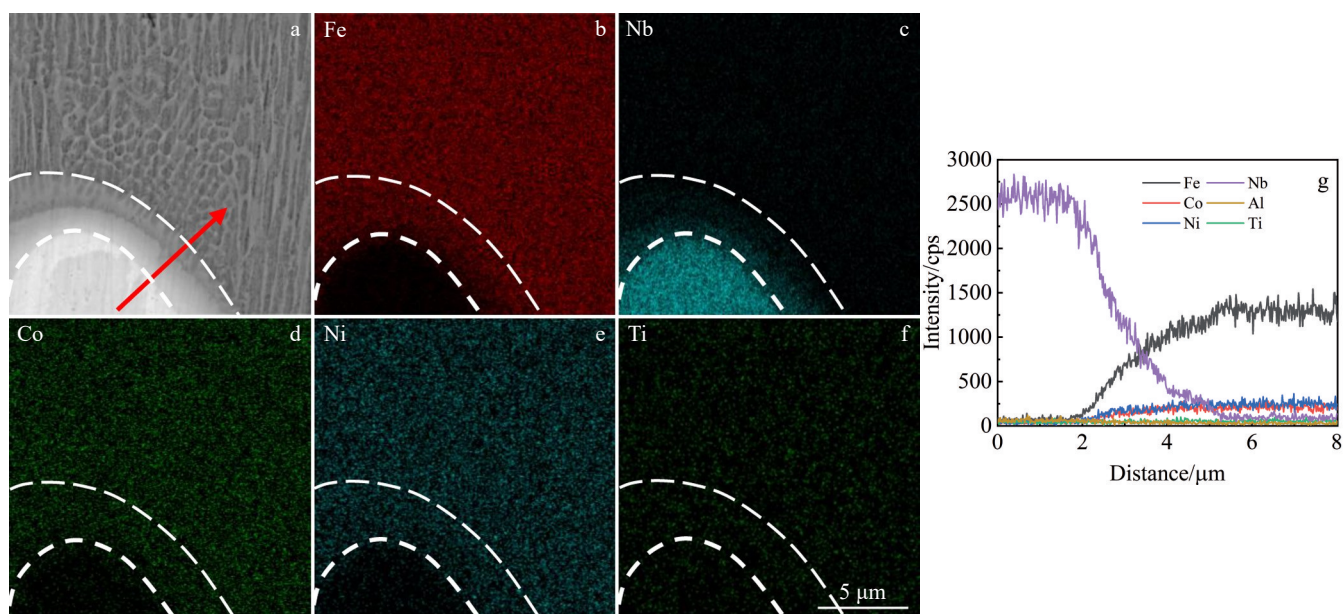 a
Fe b
Nb c
Co d
Ni e
Ti f
5 μm
g
Fe Nb
Co Al
Ni Ti
3000
2500
2000
1500
1000
500
0
Intensity/cps
0 2 4 6 8
Distance/μm